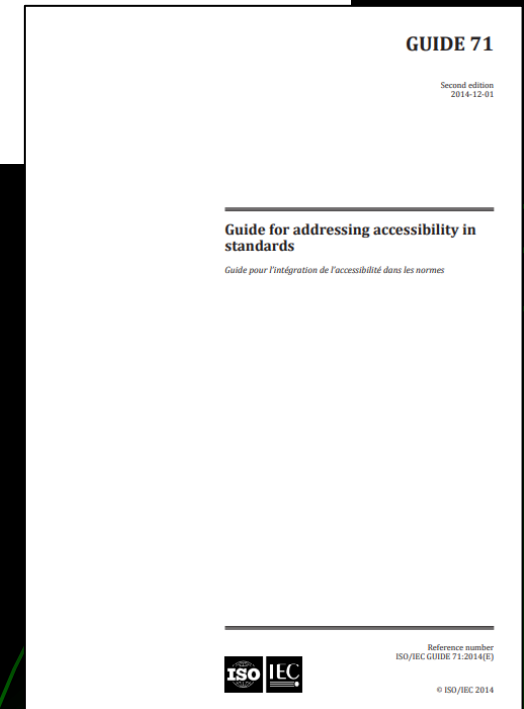 GUIDE 71
Second edition
2014-12-01
Guide for addressing accessibility in
standards
Guide pour l'intégration de l'accessibilité dans les normes
Reference number
ISO/IEC GUIDE 71:2014(E)
ISO IEC
© ISO/IEC 2014